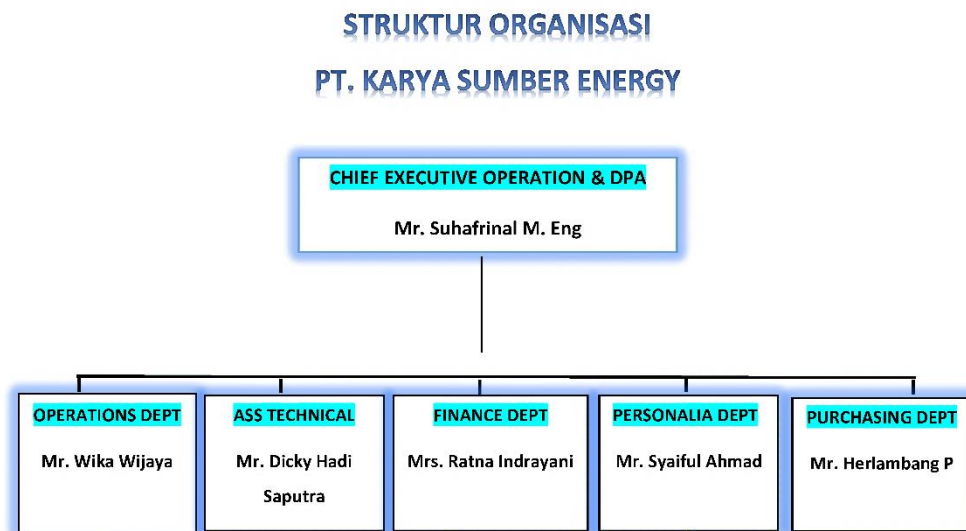 STRUKTUR ORGANISASI
PT. KARYA SUMBER ENERGY
CHIEF EXECUTIVE OPERATION & DPA
Mr. Suhafrinal M. Eng
OPERATIONS DEPT
Mr. Wika Wijaya
ASS TECHNICAL
Mr. Dicky Hadi
Saputra
FINANCE DEPT
Mrs. Ratna Indrayani
PERSONALIA DEPT
Mr. Syaiful Ahmad
PURCHASING DEPT
Mr. Herlambang P